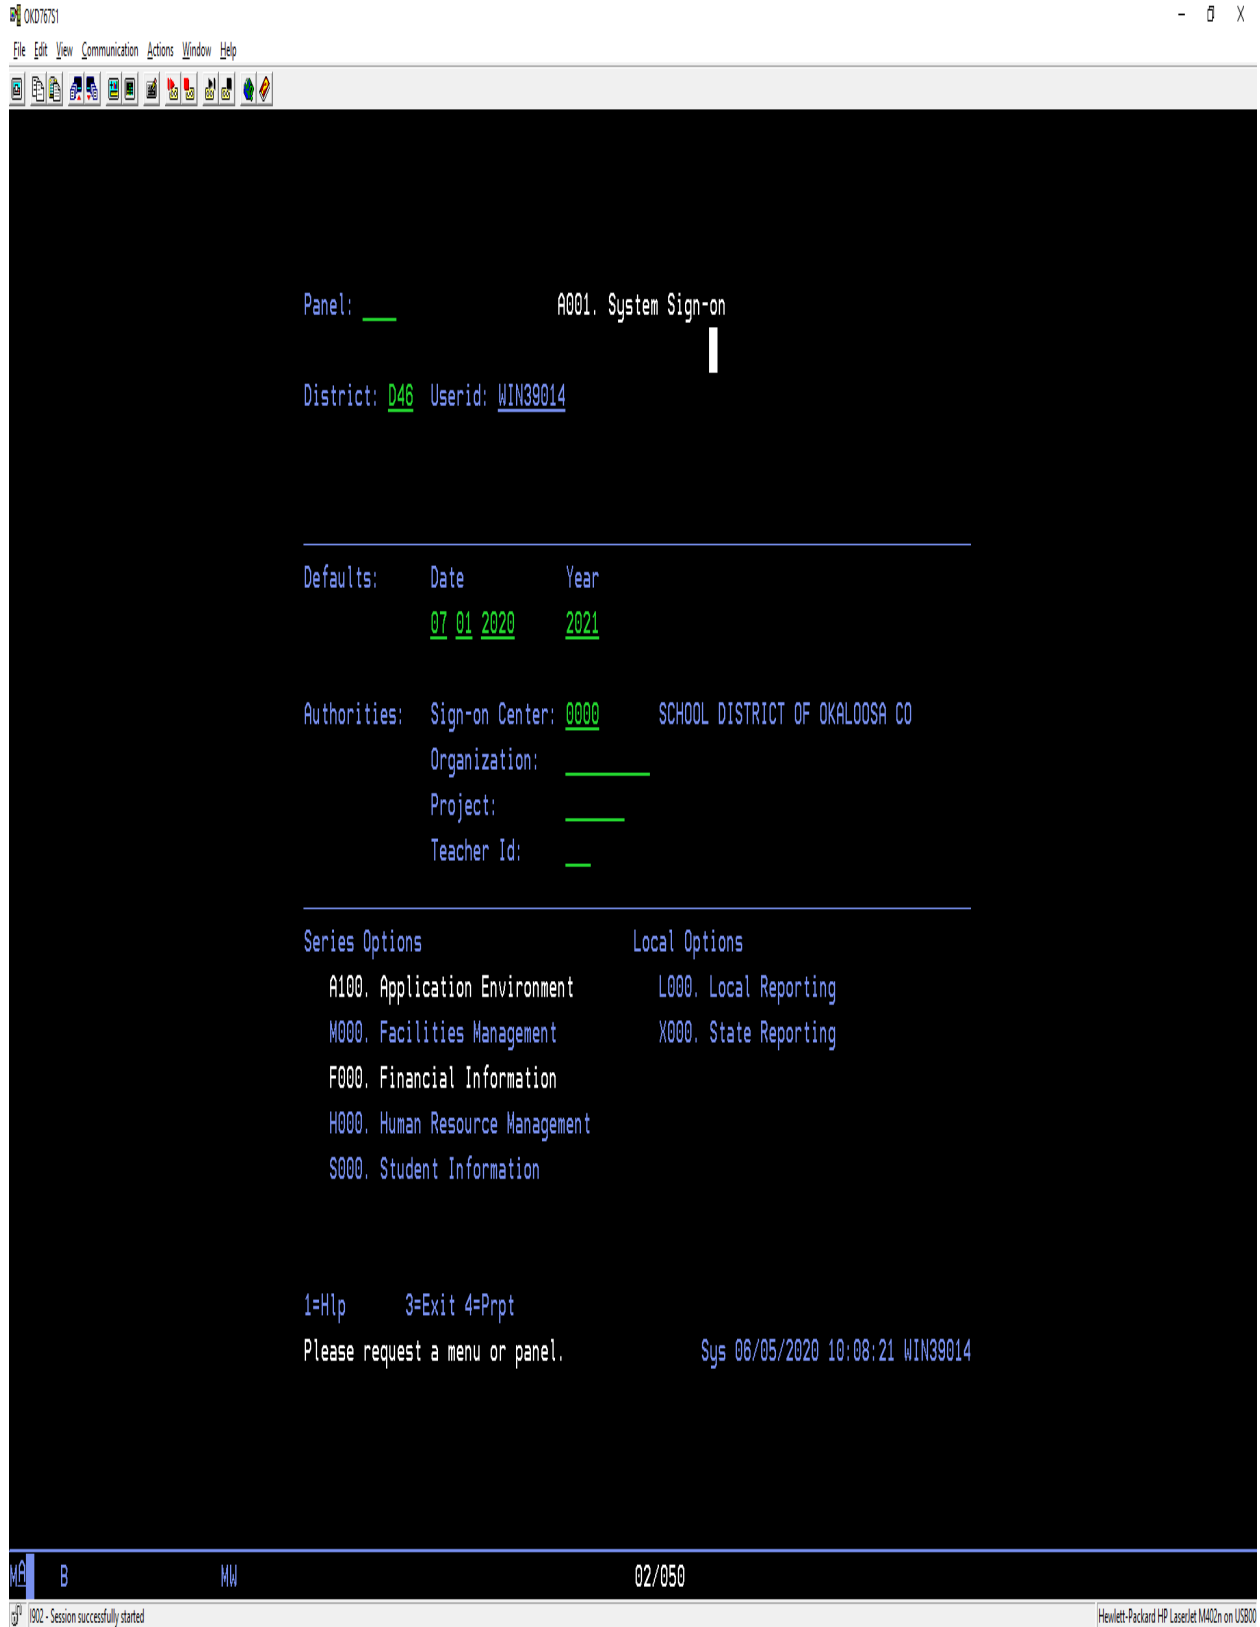 OKD767S1
File Edit View Communication Actions Window Help
Panel: ___ A001. System Sign-on
District: D46 Userid: WIN39014
Defaults: Date Year
07 01 2020 2021
Authorities: Sign-on Center: 0000 SCHOOL DISTRICT OF OKALOOSA CO
Organization:
Project:
Teacher Id:
Series Options Local Options
A100. Application Environment L000. Local Reporting
M000. Facilities Management X000. State Reporting
F000. Financial Information
H000. Human Resource Management
S000. Student Information
1=Hlp 3=Exit 4=Prpt
Please request a menu or panel. Sys 06/05/2020 10:08:21 WIN39014
MA B MW 02/050
I902 - Session successfully started Hewlett-Packard HP LaserJet M402n on USB00